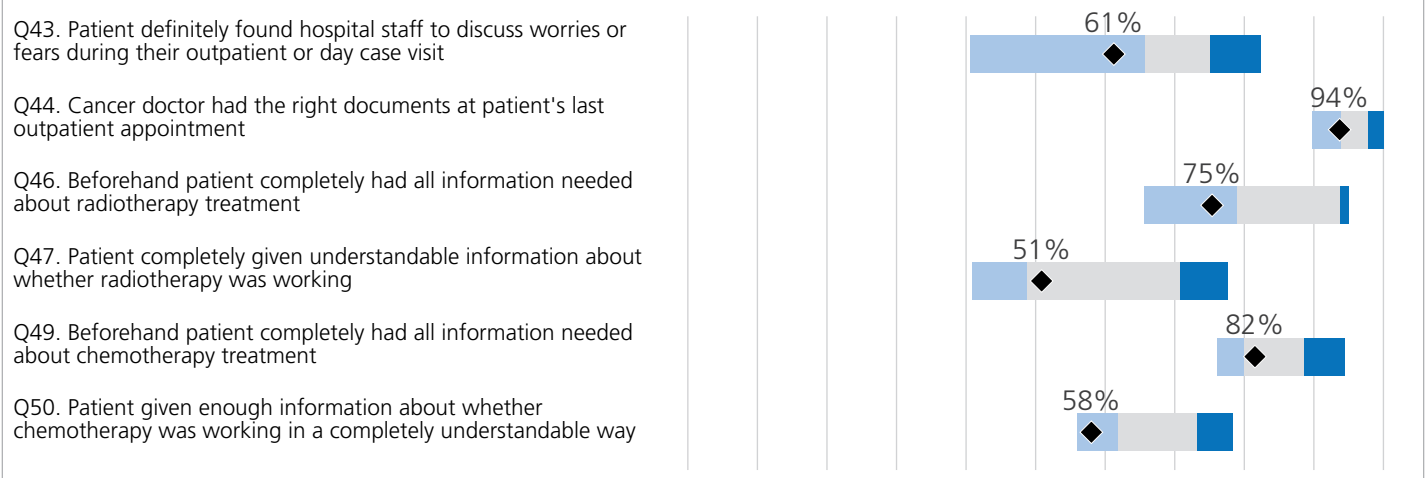 Q43. Patient definitely found hospital staff to discuss worries or
fears during their outpatient or day case visit
61%
Q44. Cancer doctor had the right documents at patient's last
outpatient appointment
94%
Q46. Beforehand patient completely had all information needed
about radiotherapy treatment
75%
Q47. Patient completely given understandable information about
whether radiotherapy was working
51%
Q49. Beforehand patient completely had all information needed
about chemotherapy treatment
82%
Q50. Patient given enough information about whether
chemotherapy was working in a completely understandable way
58%